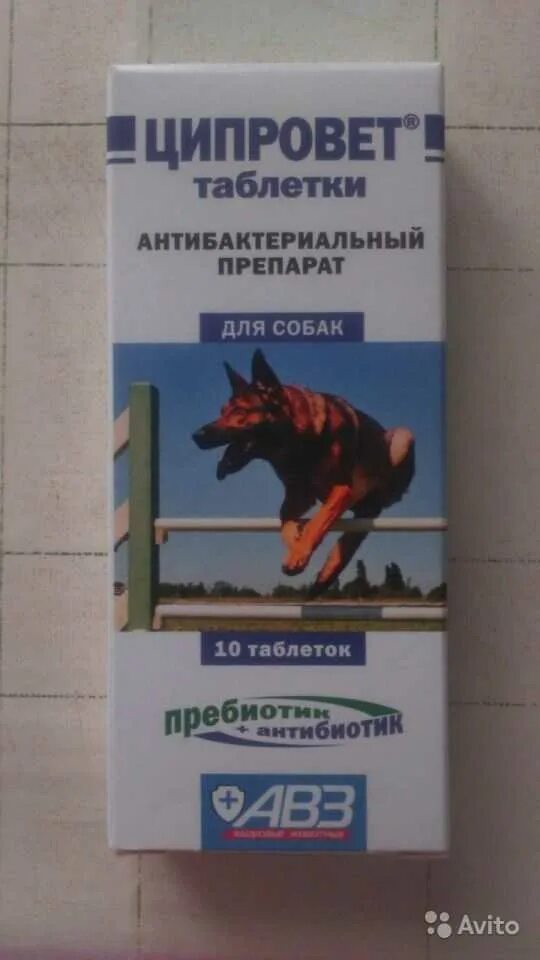 ЦИПРОВЕТ®
таблетки
АНТИБАКТЕРИАЛЬНЫЙ
ПРЕПАРАТ
ДЛЯ СОБАК
10 таблеток
пребиотик
+ антибиотик
АВЗ
Avito